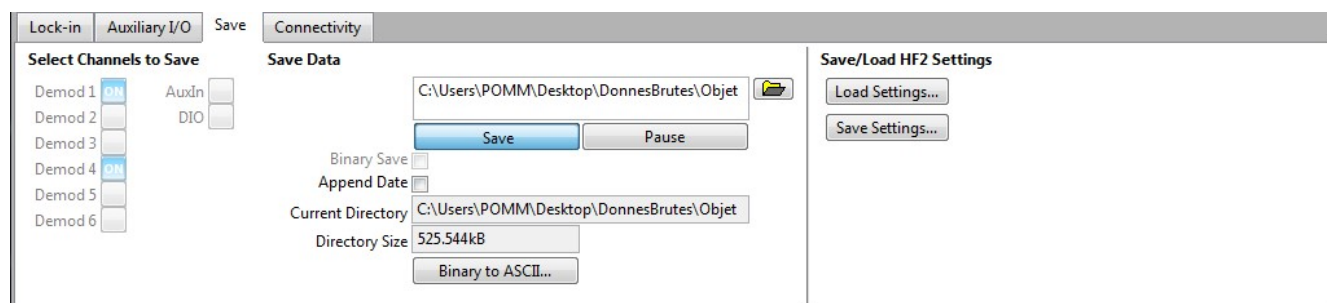 Lock-in Auxiliary I/O Save Connectivity
Select Channels to Save
Demod 1 ON AuxIn
Demod 2 DIO
Demod 3
Demod 4 ON
Demod 5
Demod 6
Save Data
C:\Users\POMM\Desktop\DonnesBrutes\Objet
Save Pause
Binary Save
Append Date
Current Directory C:\Users\POMM\Desktop\DonnesBrutes\Objet
Directory Size 525.544kB
Binary to ASCII...
Save/Load HF2 Settings
Load Settings...
Save Settings...